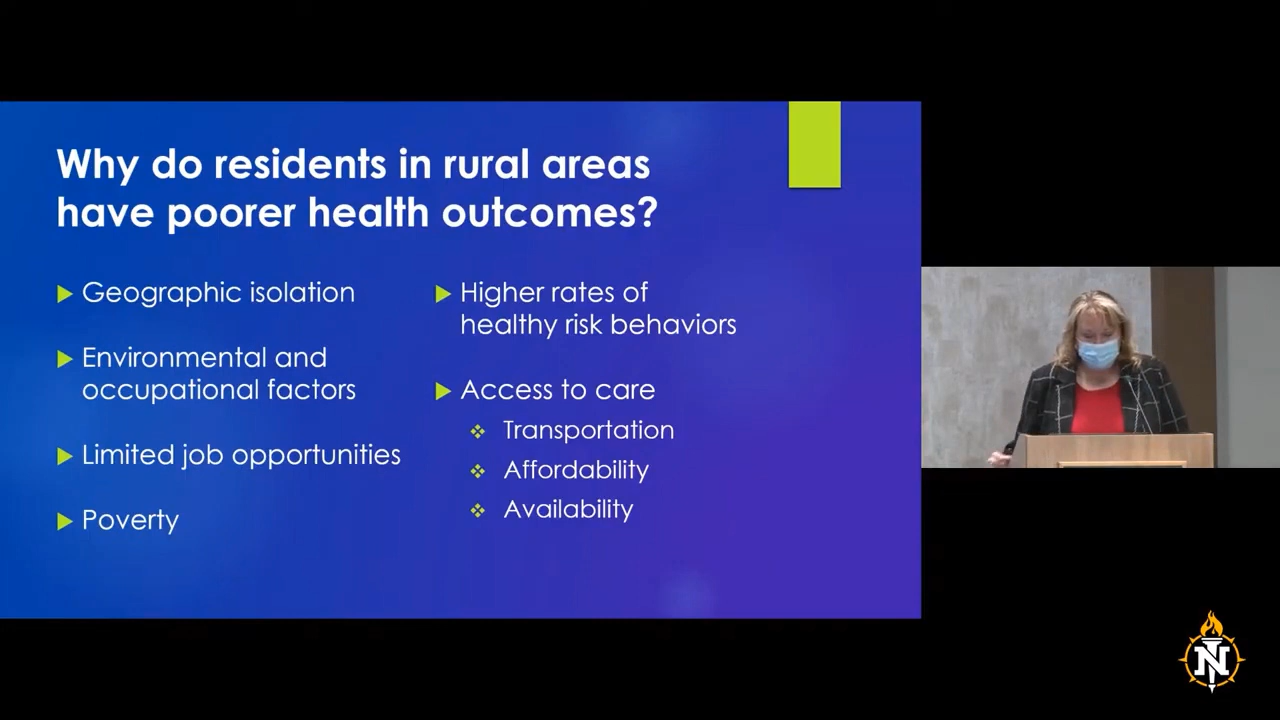 Why do residents in rural areas
have poorer health outcomes?
Geographic isolation
Environmental and
occupational factors
Limited job opportunities
Poverty
Higher rates of
healthy risk behaviors
Access to care
Transportation
Affordability
Availability
N